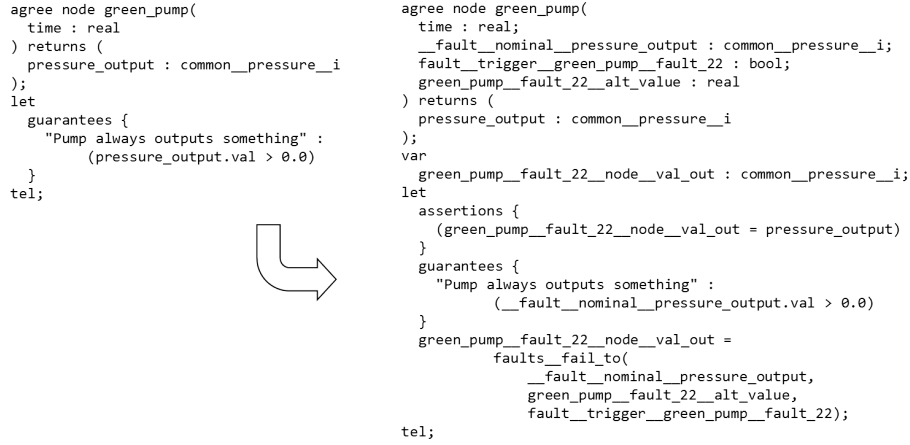 agree node green_pump(
  time : real
) returns (
  pressure_output : common__pressure__i
);
let
  guarantees {
    "Pump always outputs something" :
         (pressure_output.val > 0.0)
  }
tel;
agree node green_pump(
  time : real;
  __fault__nominal__pressure_output : common__pressure__i;
  fault__trigger__green_pump__fault_22 : bool;
  green_pump__fault_22__alt_value : real
) returns (
  pressure_output : common__pressure__i
);
var
  green_pump__fault_22__node__val_out : common__pressure__i;
let
  assertions {
    (green_pump__fault_22__node__val_out = pressure_output)
  }
  guarantees {
    "Pump always outputs something" :
          (__fault__nominal__pressure_output.val > 0.0)
  }
  green_pump__fault_22__node__val_out =
          faults__fail_to(
              __fault__nominal__pressure_output,
              green_pump__fault_22__alt_value,
              fault__trigger__green_pump__fault_22);
tel;